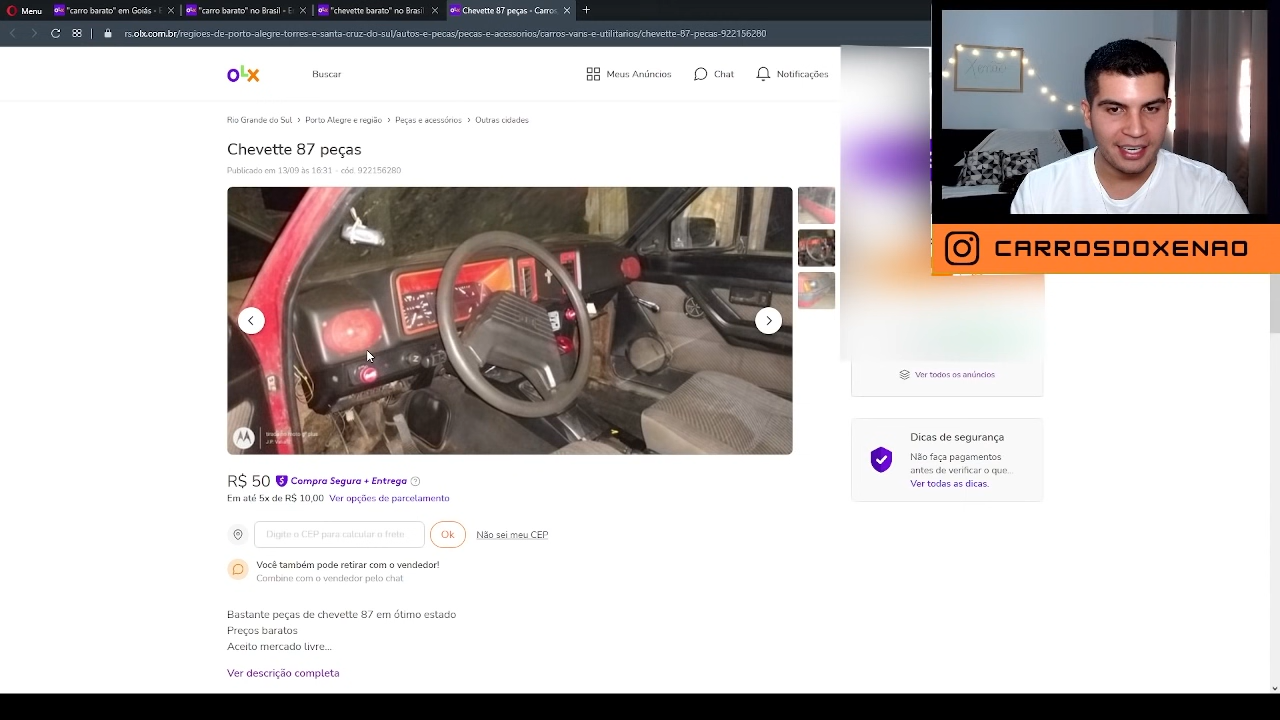 Menu
"carro barato" em Goiás - E
"carro barato" no Brasil - E
"chevette barato" no Brasil
Chevette 87 peças - Carros,
rs.olx.com.br/regioes-de-porto-alegre-torres-e-santa-cruz-do-sul/autos-e-pecas/pecas-e-acessorios/carros-vans-e-utilitarios/chevette-87-pecas-922156280
olx
Buscar
Meus Anúncios
Chat
Notificações
CARROSDOXENAO
Rio Grande do Sul > Porto Alegre e região > Peças e acessórios > Outras cidades
Chevette 87 peças
Publicado em 13/09 às 16:31 - cód. 922156280
R$ 50 Compra Segura + Entrega ?
Em até 5x de R$ 10,00 Ver opções de parcelamento
Digite o CEP para calcular o frete
Ok
Não sei meu CEP
Você também pode retirar com o vendedor!
Combine com o vendedor pelo chat
Bastante peças de chevette 87 em ótimo estado
Preços baratos
Aceito mercado livre...
Ver descrição completa
Ver todos os anúncios
Dicas de segurança
Não faça pagamentos
antes de verificar o que...
Ver todas as dicas.